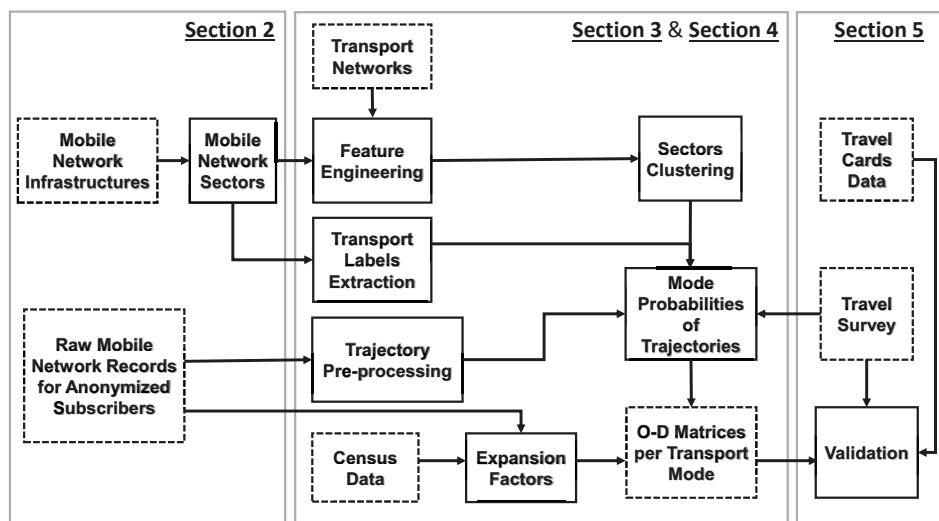 Section 2
Section 3 & Section 4
Section 5
Transport
Networks
Mobile
Network
Infrastructures
Mobile
Network
Sectors
Feature
Engineering
Sectors
Clustering
Travel
Cards
Data
Transport
Labels
Extraction
Mode
Probabilities
of
Trajectories
Travel
Survey
Raw Mobile
Network Records
for Anonymized
Subscribers
Trajectory
Pre-processing
Census
Data
Expansion
Factors
O-D Matrices
per Transport
Mode
Validation